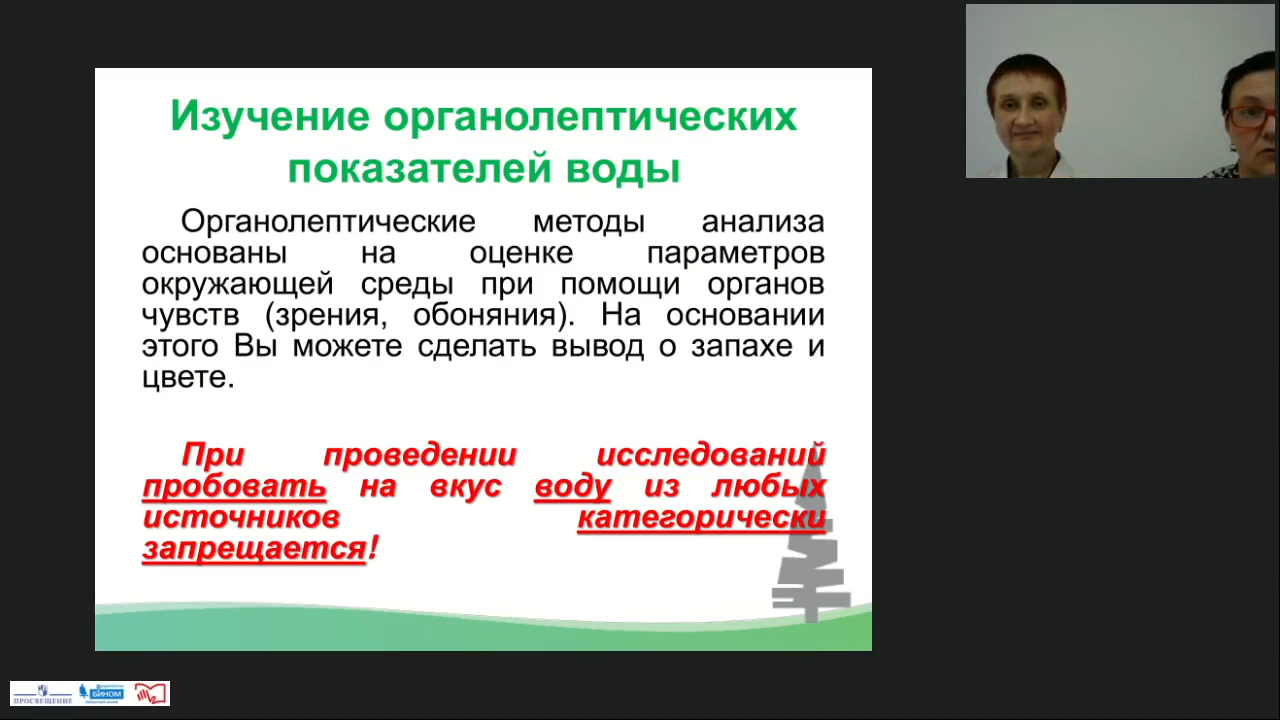 Изучение органолептических
показателей воды
Органолептические методы анализа
основаны на оценке параметров
окружающей среды при помощи органов
чувств (зрения, обоняния). На основании
этого Вы можете сделать вывод о запахе и
цвете.
При проведении исследований
пробовать на вкус воду из любых
источников категорически
запрещается!
ПРОСВЕЩЕНИЕ
БИНОМ